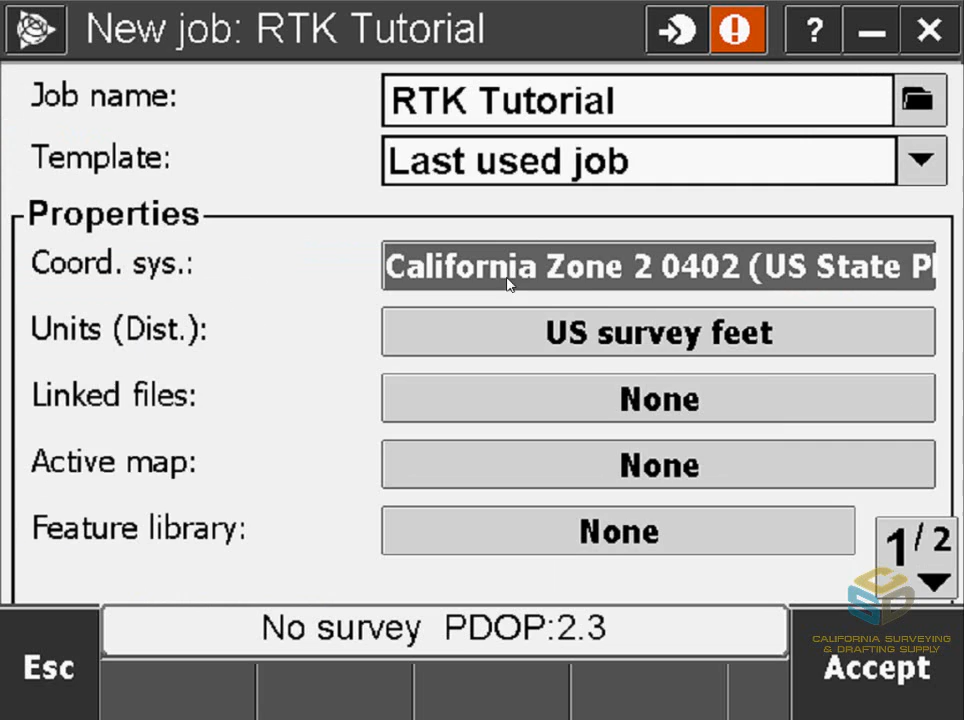 New job: RTK Tutorial
?
Job name: RTK Tutorial
Template: Last used job
Properties
Coord. sys.: California Zone 2 0402 (US State Pl
Units (Dist.): US survey feet
Linked files: None
Active map: None
Feature library: None
1/2
No survey PDOP:2.3
CSD
CALIFORNIA SURVEYING
& DRAFTING SUPPLY
Esc
Accept